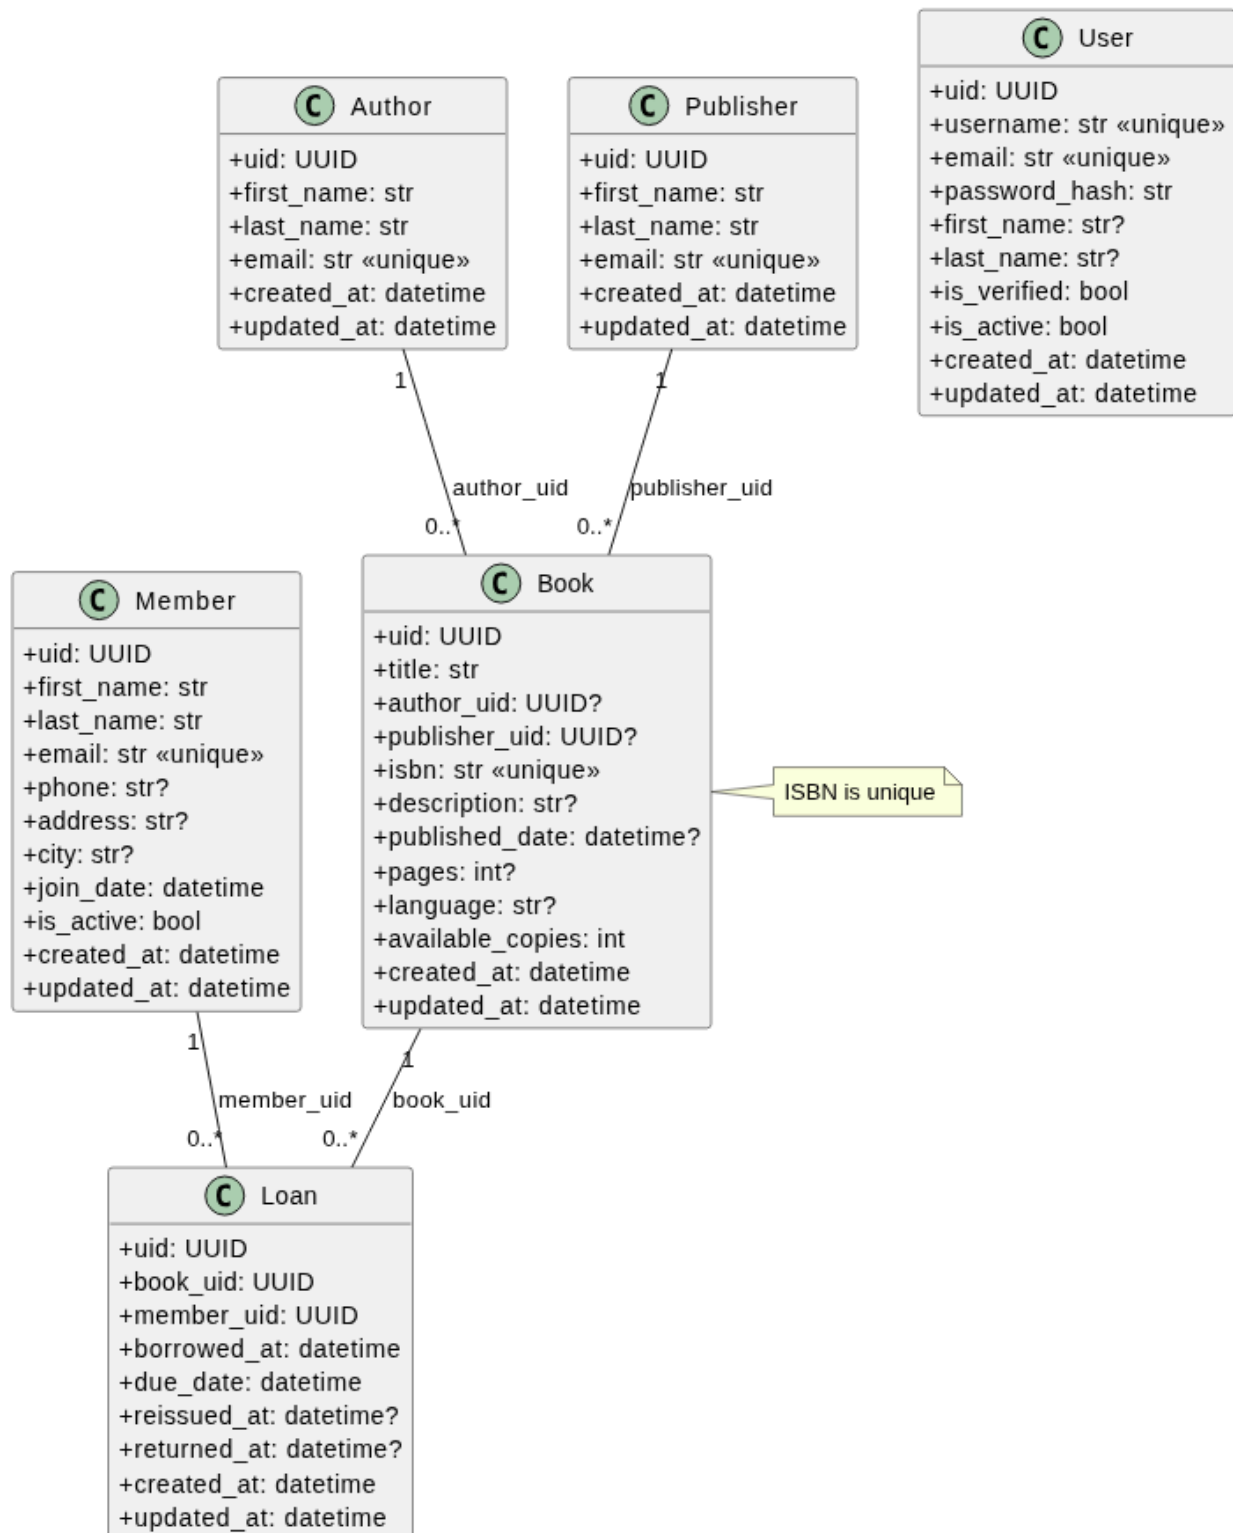 C Author
+uid: UUID
+first_name: str
+last_name: str
+email: str «unique»
+created_at: datetime
+updated_at: datetime
C Publisher
+uid: UUID
+first_name: str
+last_name: str
+email: str «unique»
+created_at: datetime
+updated_at: datetime
C User
+uid: UUID
+username: str «unique»
+email: str «unique»
+password_hash: str
+first_name: str?
+last_name: str?
+is_verified: bool
+is_active: bool
+created_at: datetime
+updated_at: datetime
1
author_uid
0..*
1
publisher_uid
0..*
C Member
+uid: UUID
+first_name: str
+last_name: str
+email: str «unique»
+phone: str?
+address: str?
+city: str?
+join_date: datetime
+is_active: bool
+created_at: datetime
+updated_at: datetime
C Book
+uid: UUID
+title: str
+author_uid: UUID?
+publisher_uid: UUID?
+isbn: str «unique»
+description: str?
+published_date: datetime?
+pages: int?
+language: str?
+available_copies: int
+created_at: datetime
+updated_at: datetime
ISBN is unique
1
member_uid
0..*
1
book_uid
0..*
C Loan
+uid: UUID
+book_uid: UUID
+member_uid: UUID
+borrowed_at: datetime
+due_date: datetime
+reissued_at: datetime?
+returned_at: datetime?
+created_at: datetime
+updated_at: datetime